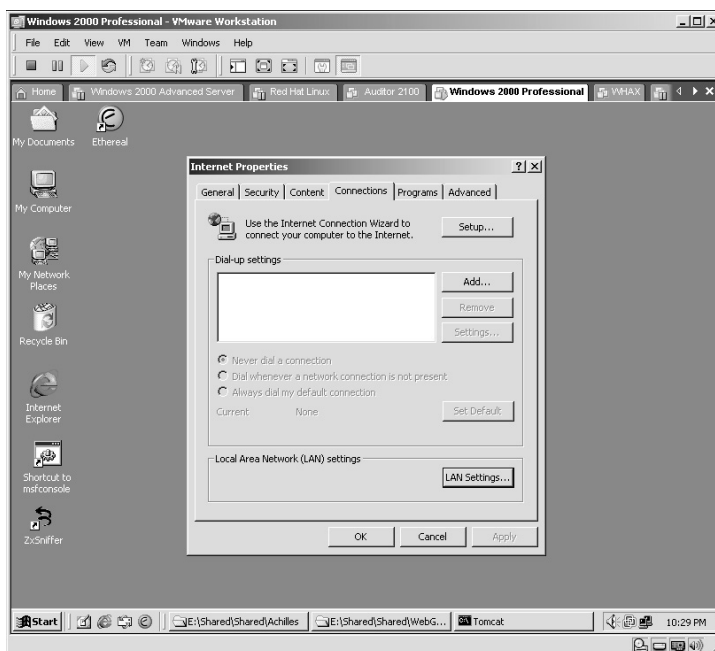 Windows 2000 Professional - VMware Workstation
File Edit View VM Team Windows Help
Home Windows 2000 Advanced Server Red Hat Linux Auditor 2100 Windows 2000 Professional WHAX
My Documents
Ethereal
My Computer
My Network
Places
Recycle Bin
Internet
Explorer
Shortcut to
msfconsole
ZxSniffer
Internet Properties
General Security Content Connections Programs Advanced
Use the Internet Connection Wizard to
connect your computer to the Internet.
Setup...
Dial-up settings
Add...
Remove
Settings...
Never dial a connection
Dial whenever a network connection is not present
Always dial my default connection
Current None
Set Default
Local Area Network (LAN) settings
LAN Settings...
OK Cancel Apply
Start E:\Shared\Shared\Achilles E:\Shared\Shared\WebG... Tomcat 10:29 PM